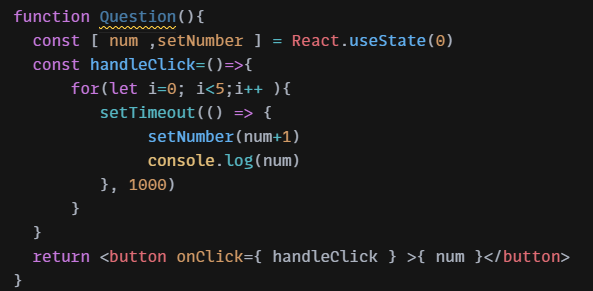 function Question(){
  const [ num ,setNumber ] = React.useState(0)
  const handleClick=()=>{
      for(let i=0; i<5;i++ ){
         setTimeout(() => {
              setNumber(num+1)
              console.log(num)
         }, 1000)
      }
  }
  return <button onClick={ handleClick } >{ num }</button>
}